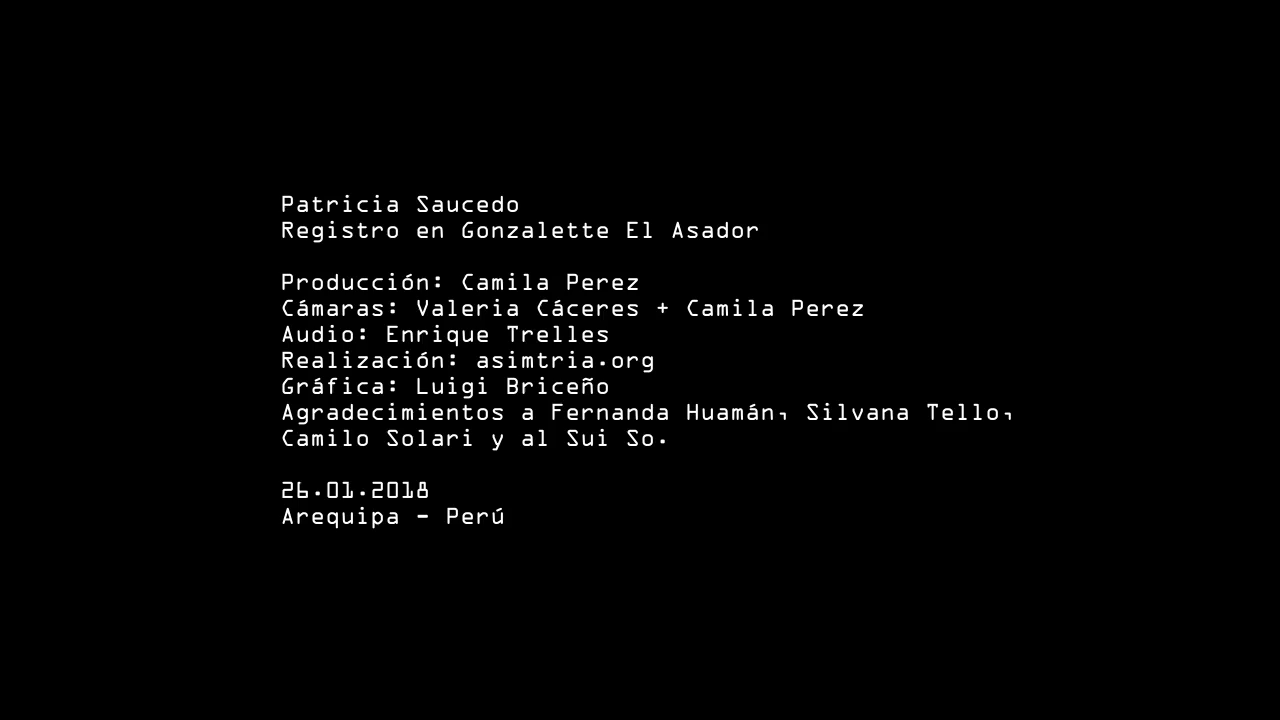 Patricia Saucedo
Registro en Gonzalette El Asador
Producción: Camila Perez
Cámaras: Valeria Cáceres + Camila Perez
Audio: Enrique Trelles
Realización: asimtria.org
Gráfica: Luigi Briceño
Agradecimientos a Fernanda Huamán, Silvana Tello,
Camilo Solari y al Sui So.
26.01.2018
Arequipa - Perú